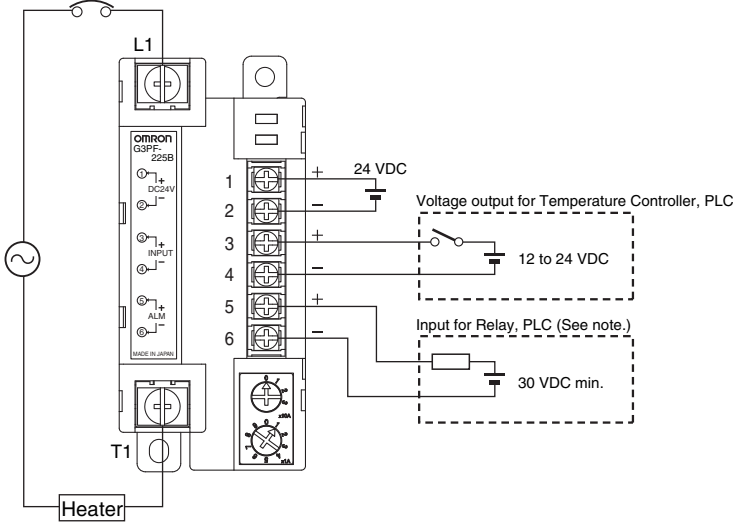 L1
OMRON
G3PF-
225B
1 +
DC24V
2 −
3 +
INPUT
4 −
5 +
ALM
6 −
MADE IN JAPAN
1 + 24 VDC
2 −
Voltage output for Temperature Controller, PLC
3 +
12 to 24 VDC
4 −
5 +
Input for Relay, PLC (See note.)
6 −
30 VDC min.
x10A
x1A
T1
Heater